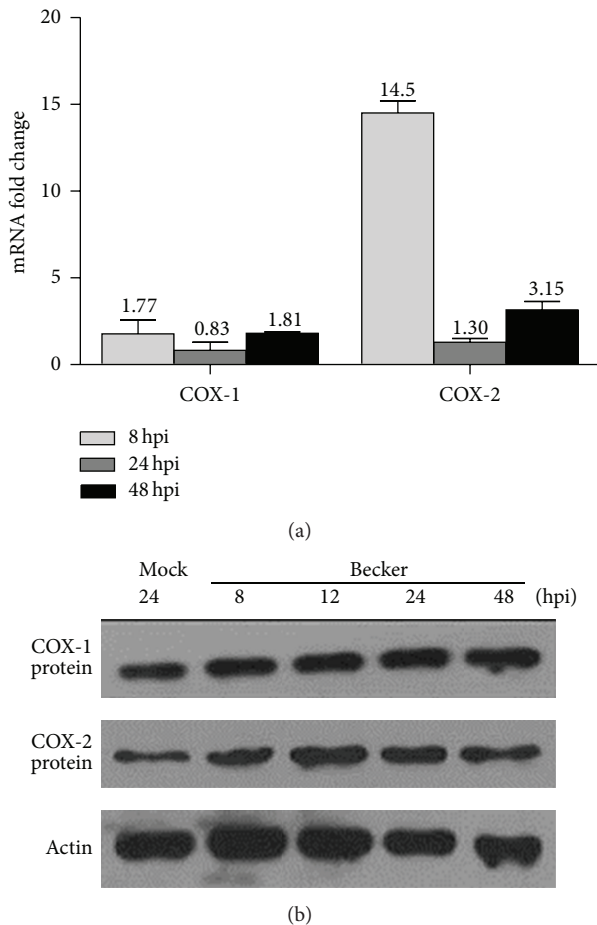 20
15
10
5
0
mRNA fold change
1.77
0.83
1.81
14.5
1.30
3.15
COX-1
COX-2
8 hpi
24 hpi
48 hpi
(a)
Mock
Becker
24
8
12
24
48
(hpi)
COX-1
protein
COX-2
protein
Actin
(b)